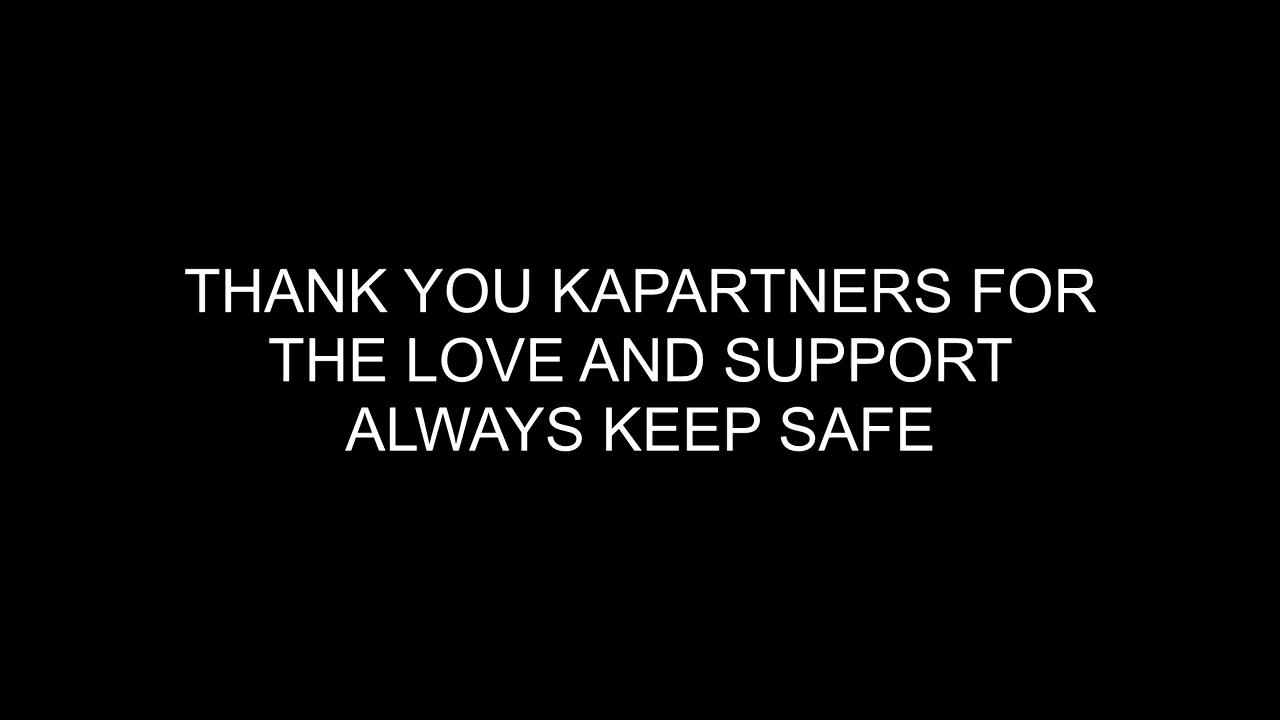 THANK YOU KAPARTNERS FOR
THE LOVE AND SUPPORT
ALWAYS KEEP SAFE